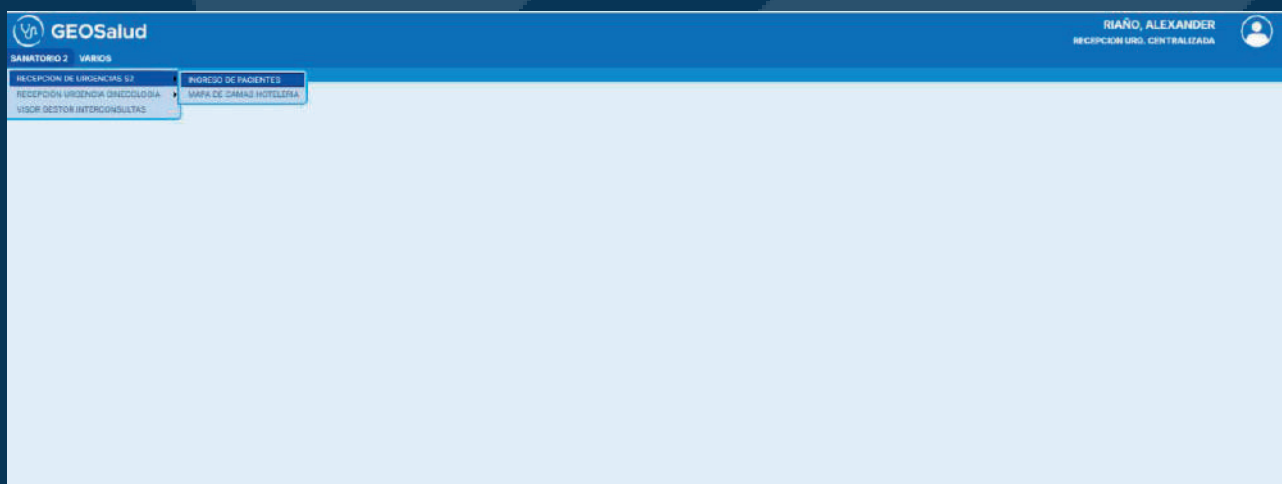 GEOSalud
RIAÑO, ALEXANDER
RECEPCION URG. CENTRALIZADA
SANATORIO 2 VARIOS
RECEPCION DE URGENCIAS S2
INGRESO DE PACIENTES
RECEPCION URGENCIA GINECOLOGIA
MAPA DE CAMAS HOTELERIA
VISOR GESTOR INTERCONSULTAS